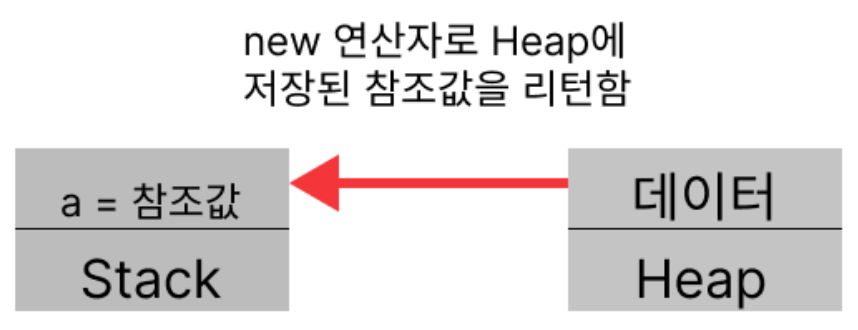 new 연산자로 Heap에
저장된 참조값을 리턴함
a = 참조값
데이터
Stack
Heap